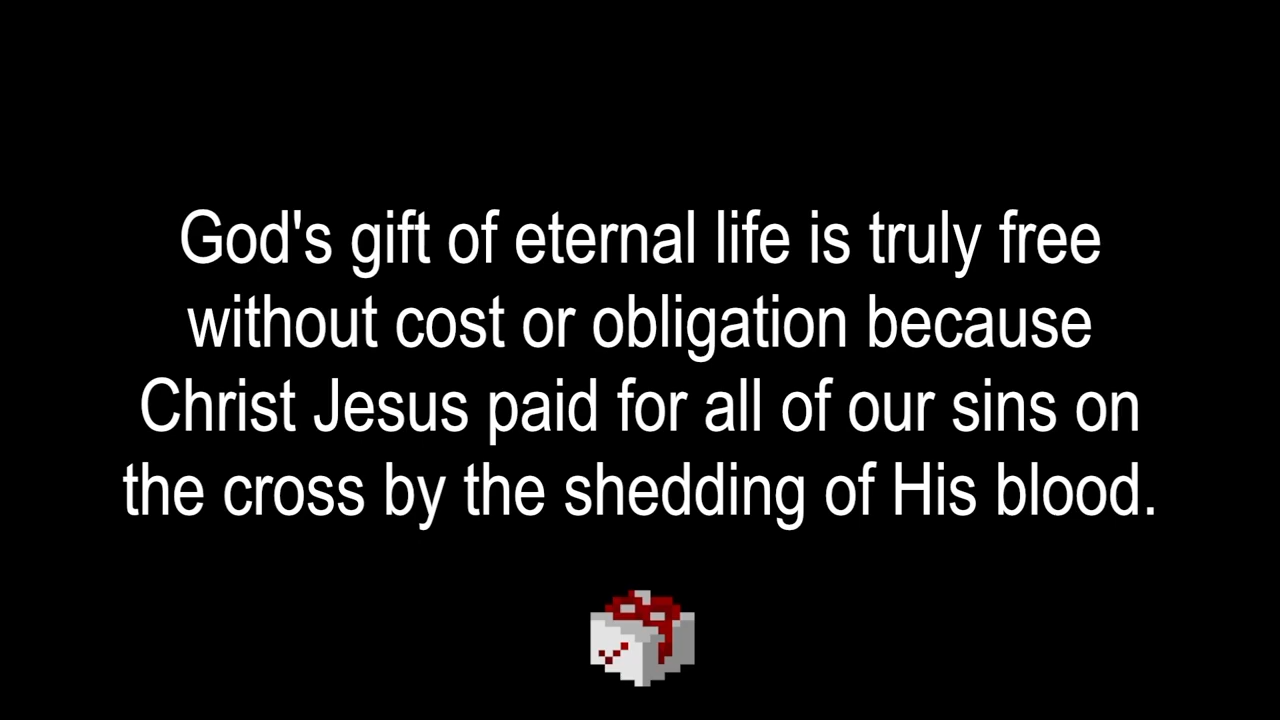 God's gift of eternal life is truly free
without cost or obligation because
Christ Jesus paid for all of our sins on
the cross by the shedding of His blood.